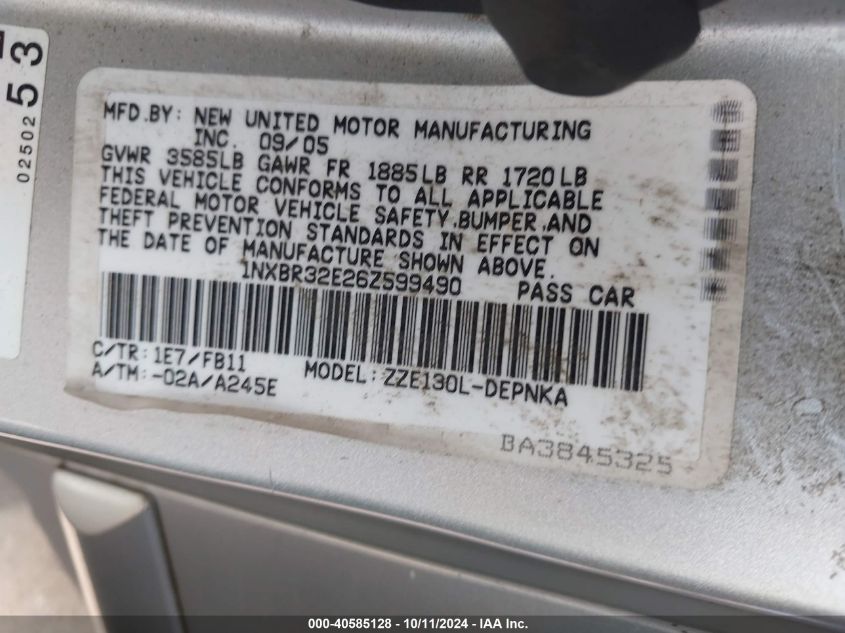 02502 53
MFD.BY: NEW UNITED MOTOR MANUFACTURING
INC. 09/05
GVWR 3585LB GAWR FR 1885LB RR 1720LB
THIS VEHICLE CONFORMS TO ALL APPLICABLE
FEDERAL MOTOR VEHICLE SAFETY,BUMPER,AND
THEFT PREVENTION STANDARDS IN EFFECT ON
THE DATE OF MANUFACTURE SHOWN ABOVE.
1NXBR32E26Z599490 PASS CAR
C/TR: 1E7/FB11
A/TM: -02A/A245E
MODEL: ZZE130L-DEPNKA
BA3845325
000-40585128 - 10/11/2024 - IAA Inc.